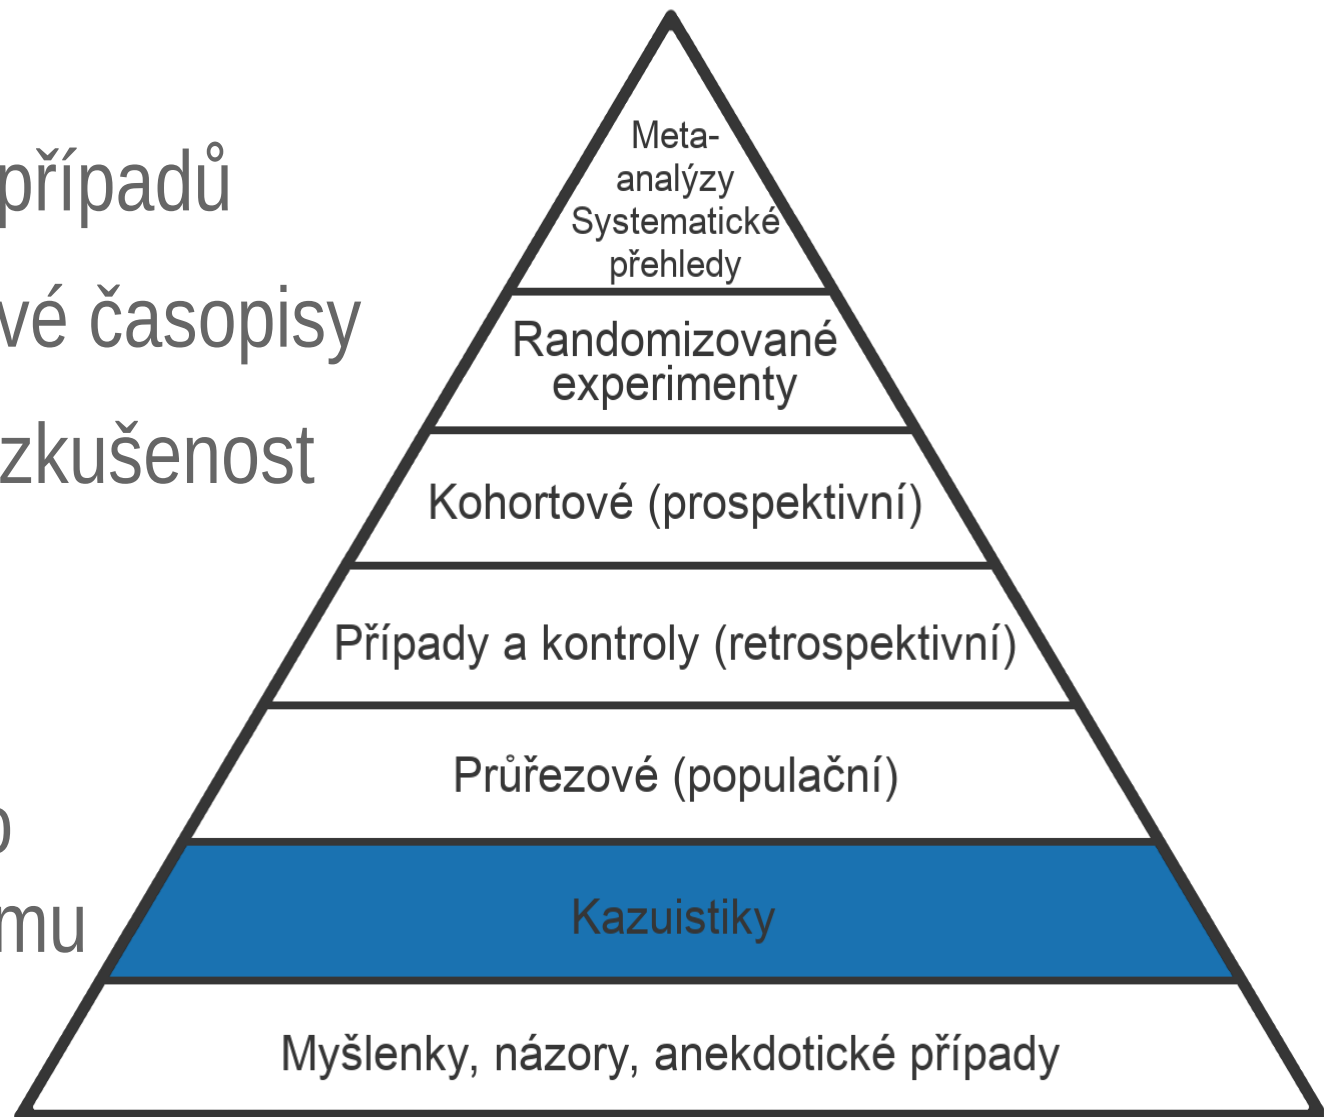 případů
vé časopisy
zkušenost
mu
Meta-
analýzy
Systematické
přehledy
Randomizované
experimenty
Kohortové (prospektivní)
Případy a kontroly (retrospektivní)
Průřezové (populační)
Kazuistiky
Myšlenky, názory, anekdotické případy